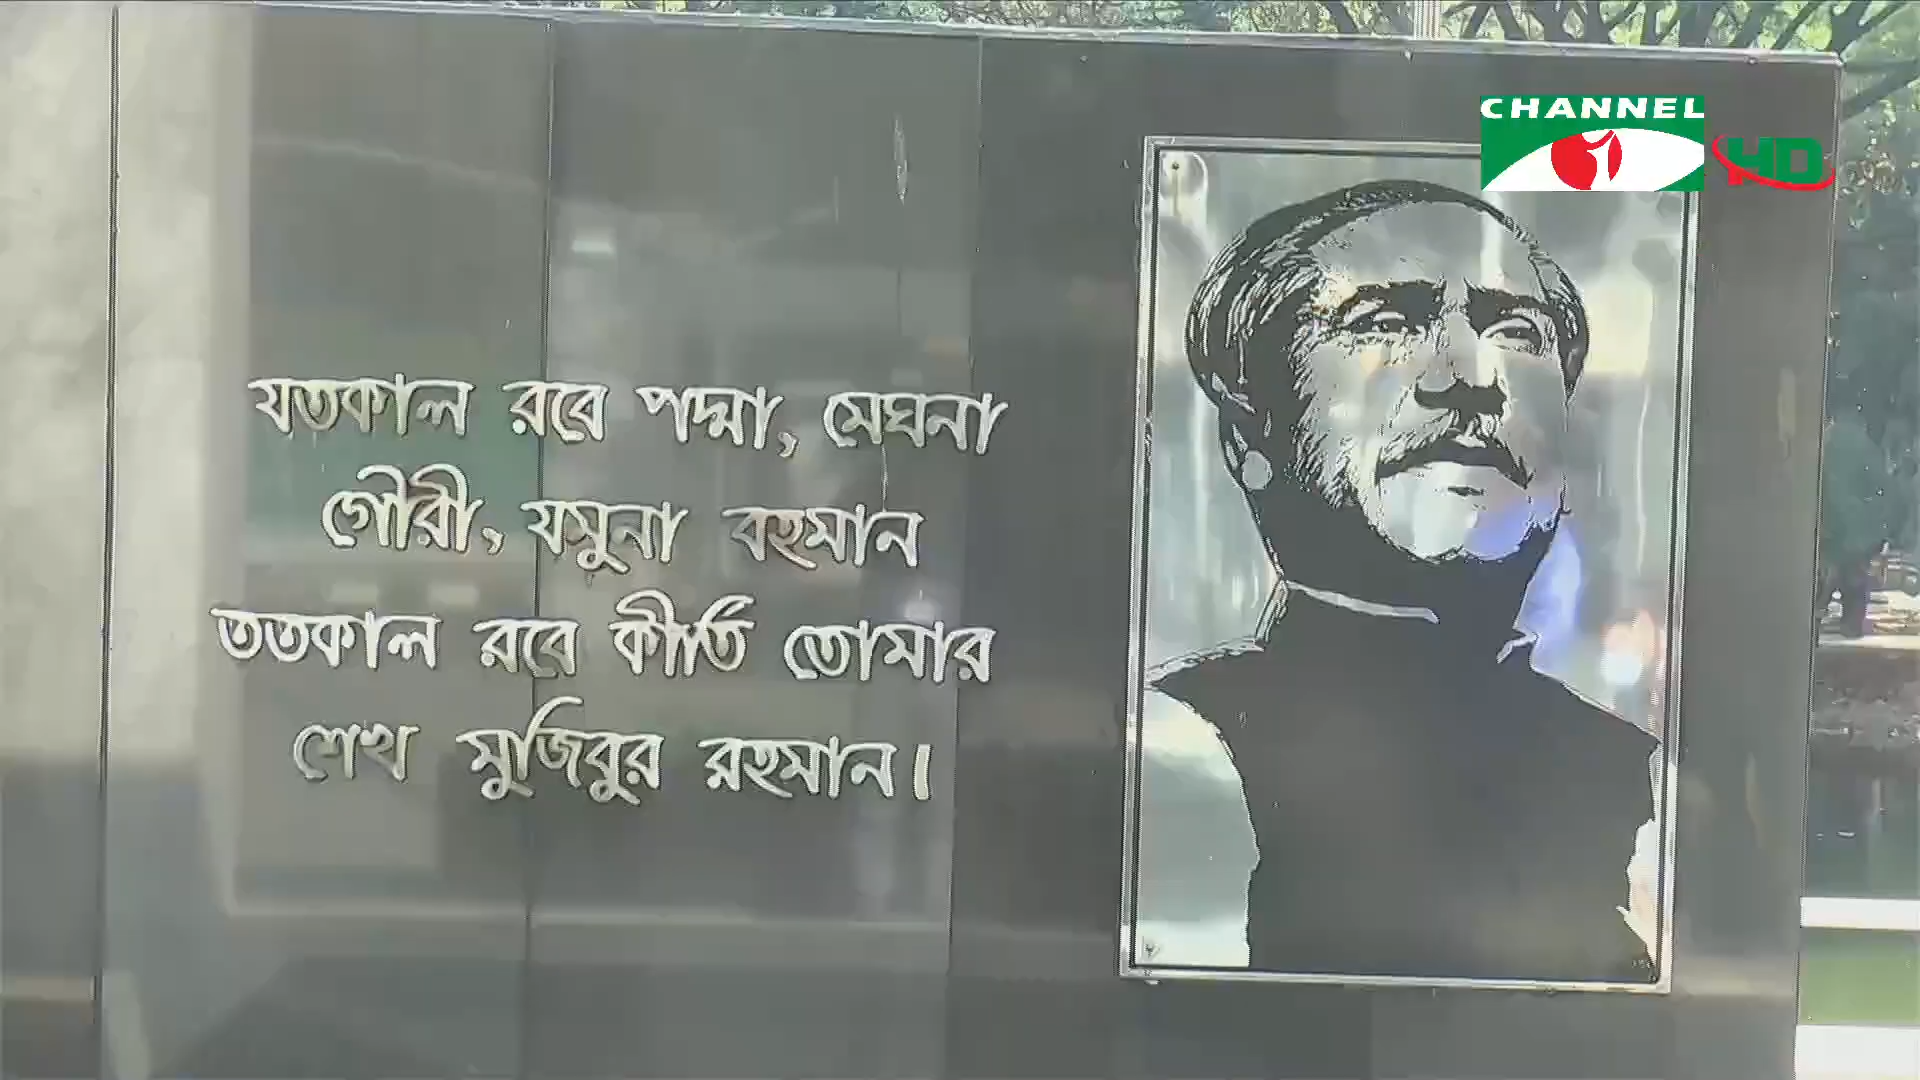 যতকাল রবে পদ্মা, মেঘনা
গৌরী, যমুনা বহমান
ততকাল রবে কীর্তি তোমার
শেখ মুজিবুর রহমান।
CHANNEL
i HD